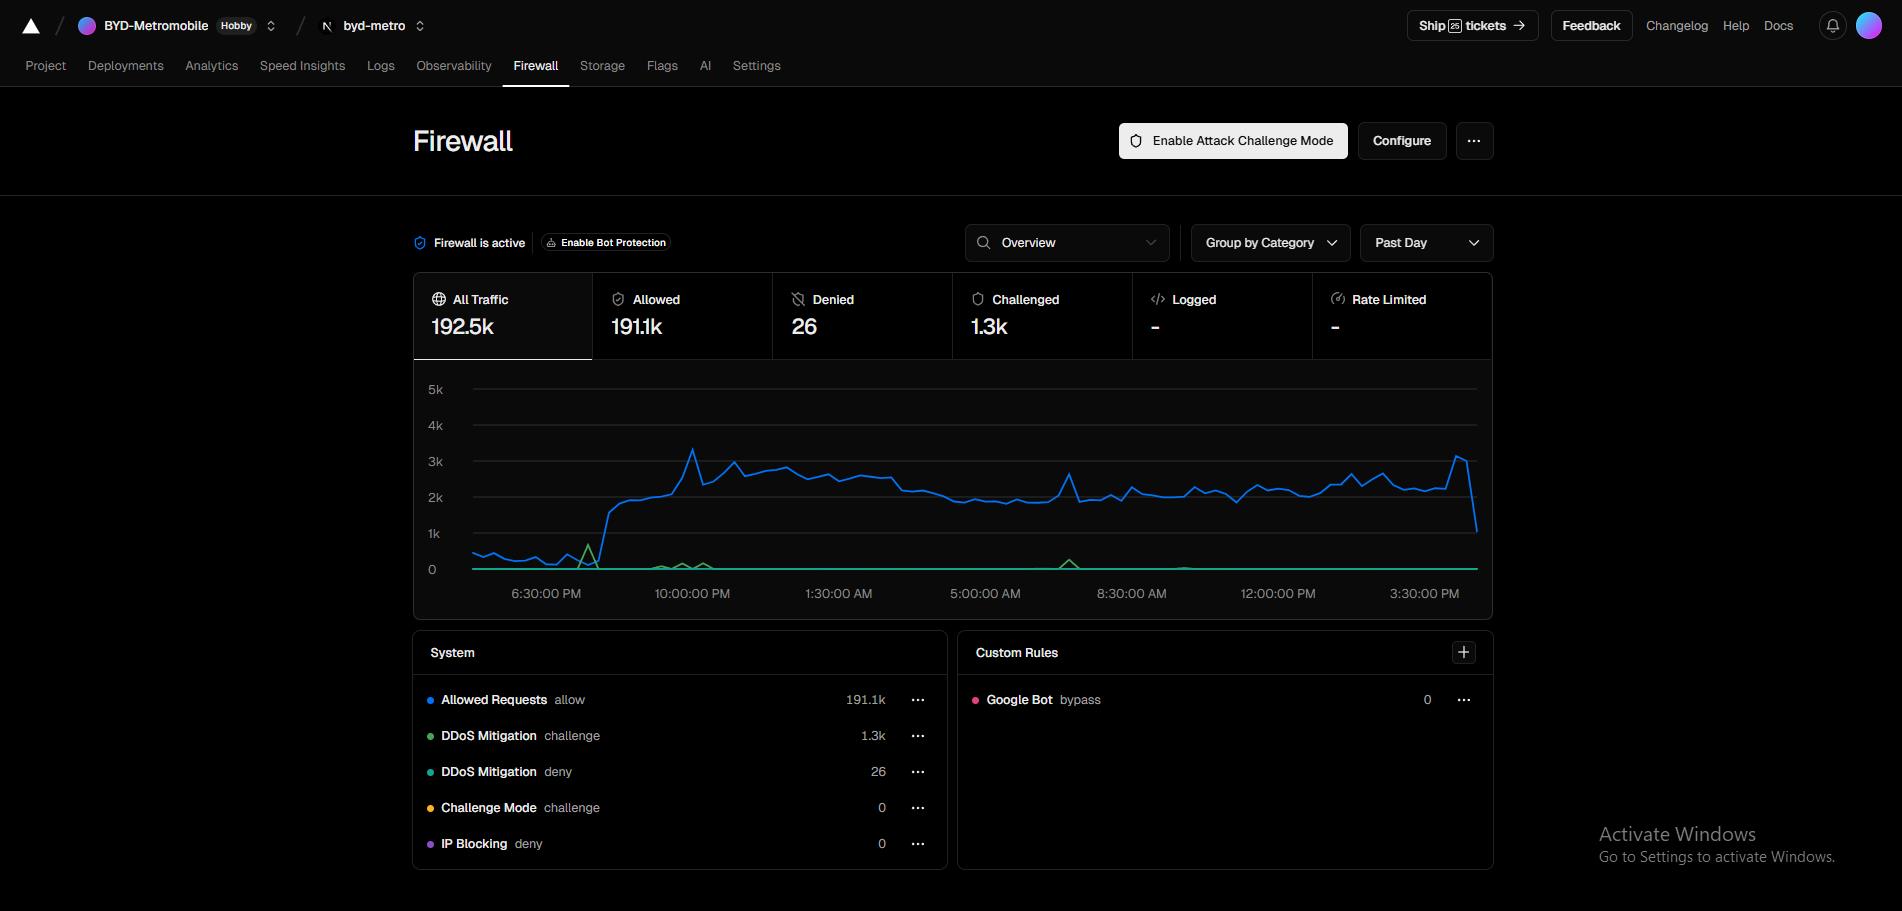 BYD-Metromobile Hobby byd-metro Ship 25 tickets → Feedback Changelog Help Docs
Project Deployments Analytics Speed Insights Logs Observability Firewall Storage Flags AI Settings
Firewall
Enable Attack Challenge Mode Configure ...
Firewall is active Enable Bot Protection Overview Group by Category Past Day
All Traffic Allowed Denied Challenged Logged Rate Limited
192.5k 191.1k 26 1.3k - -
5k
4k
3k
2k
1k
0
6:30:00 PM 10:00:00 PM 1:30:00 AM 5:00:00 AM 8:30:00 AM 12:00:00 PM 3:30:00 PM
System
Allowed Requests allow 191.1k ...
DDoS Mitigation challenge 1.3k ...
DDoS Mitigation deny 26 ...
Challenge Mode challenge 0 ...
IP Blocking deny 0 ...
Custom Rules +
Google Bot bypass 0 ...
Activate Windows
Go to Settings to activate Windows.